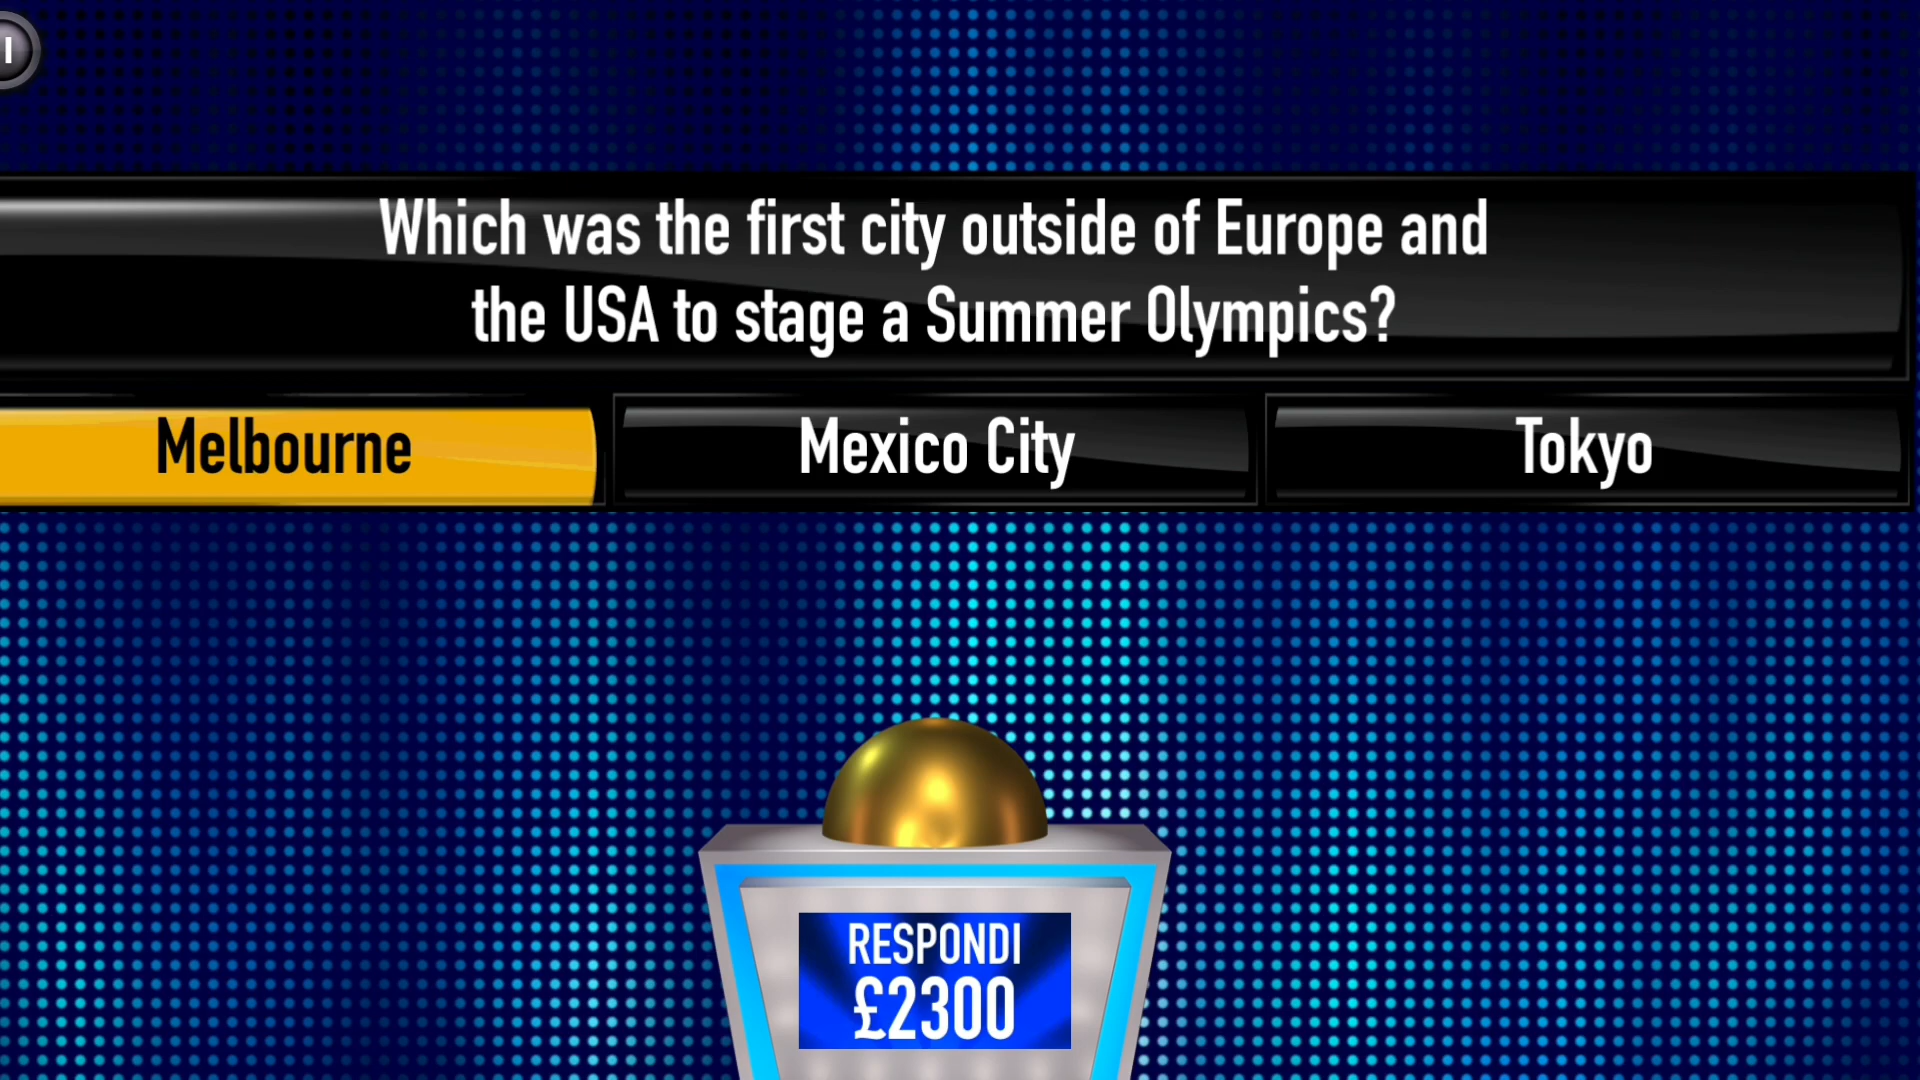 Which was the first city outside of Europe and
the USA to stage a Summer Olympics?
Melbourne
Mexico City
Tokyo
RESPONDI
£2300